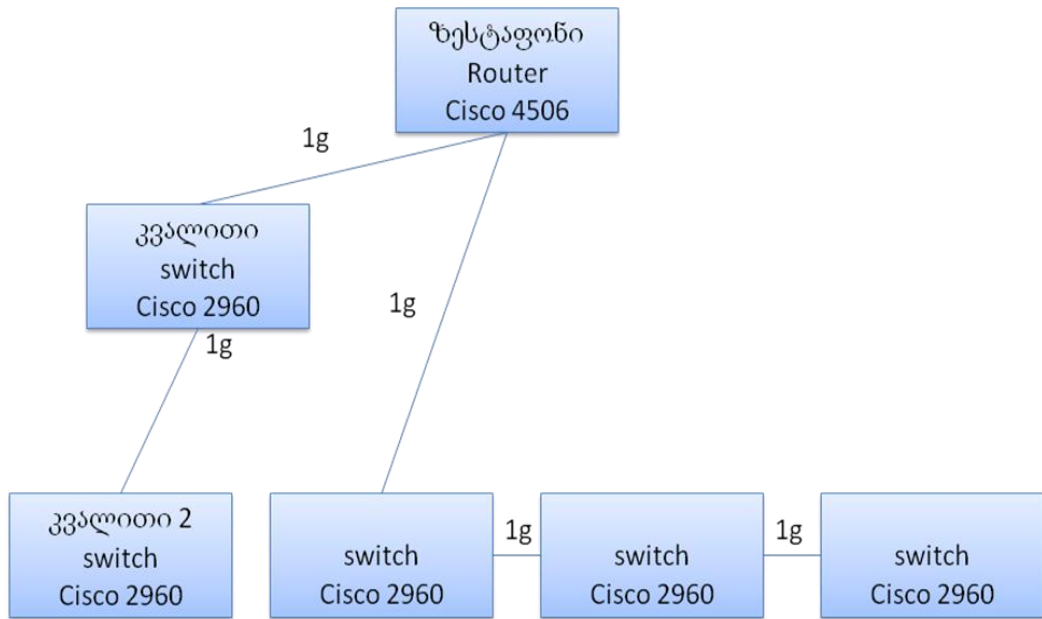 ზესტაფონი
Router
Cisco 4506
1g
კვალითი
switch
Cisco 2960
1g
1g
კვალითი 2
switch
Cisco 2960
switch
Cisco 2960
1g
switch
Cisco 2960
1g
switch
Cisco 2960